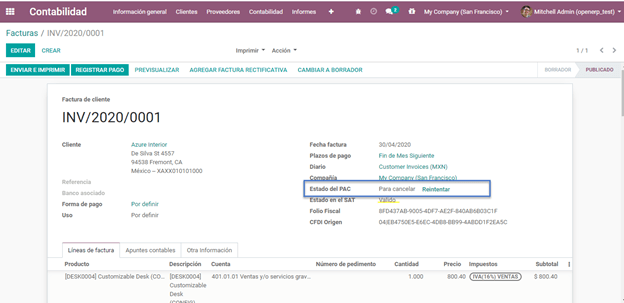 Contabilidad Información general Clientes Proveedores Contabilidad Informes + 2 My Company (San Francisco) Mitchell Admin (openerp_test)
Facturas / INV/2020/0001
EDITAR CREAR Imprimir Acción 1 / 1
ENVIAR E IMPRIMIR REGISTRAR PAGO PREVISUALIZAR AGREGAR FACTURA RECTIFICATIVA CAMBIAR A BORRADOR BORRADOR PUBLICADO
Factura de cliente
INV/2020/0001
Cliente Azure Interior
De Silva St 4557
94538 Fremont, CA
México – XAXX010101000
Referencia
Banco asociado
Forma de pago Por definir
Uso Por definir
Fecha factura 30/04/2020
Plazos de pago Fin de Mes Siguiente
Diario Customer Invoices (MXN)
Compañía My Company (San Francisco)
Estado del PAC Para cancelar Reintentar
Estado en el SAT Válido
Folio Fiscal 8FD437AB-9005-4DF7-AE2F-840AB6B03C1F
CFDI Origen 04|EB4750E5-E6EC-4DB8-BB99-4ABDD1F2EA5C
Líneas de factura Apuntes contables Otra Información
Producto Descripción Cuenta Número de pedimento Cantidad Precio Impuestos Subtotal
[DESK0004] Customizable Desk (CO... [DESK0004] 401.01.01 Ventas y/o servicios grav... 1.000 800.40 IVA(16%) VENTAS $ 800.40
Customizable
Desk
(CONFIG)